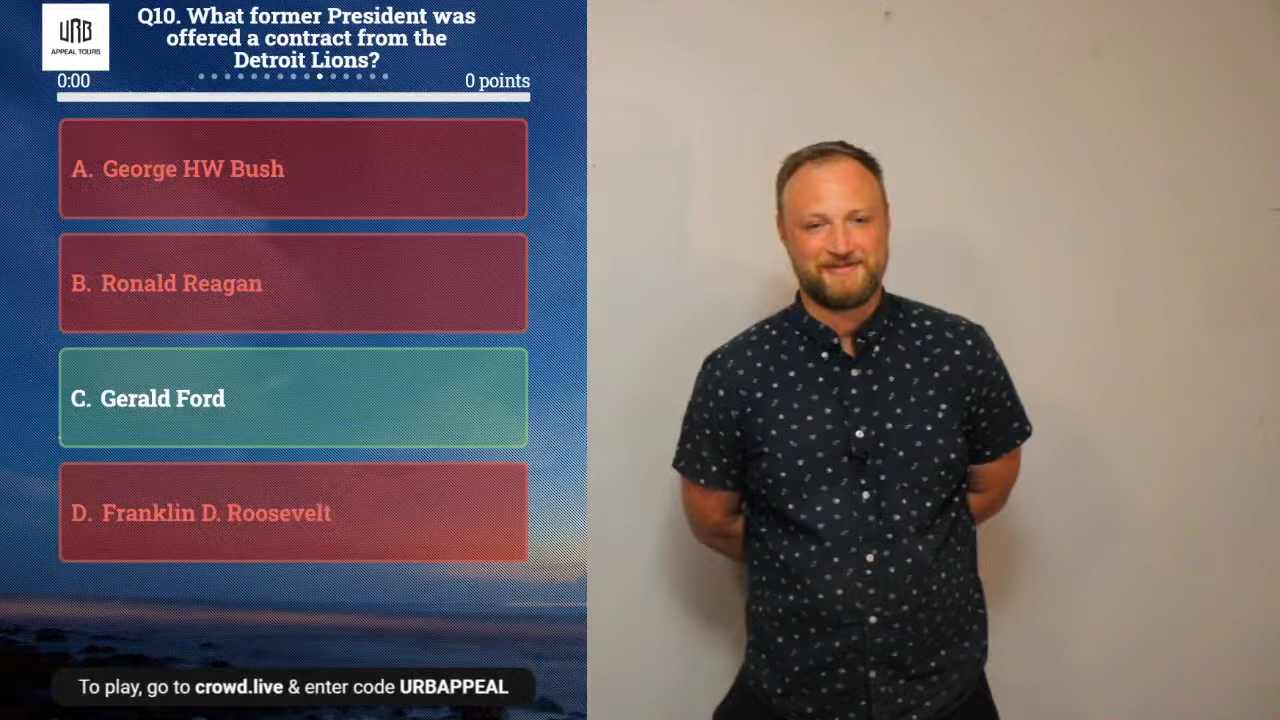 URB
APPEAL TOURS
Q10. What former President was
offered a contract from the
Detroit Lions?
0:00
0 points
A. George HW Bush
B. Ronald Reagan
C. Gerald Ford
D. Franklin D. Roosevelt
To play, go to crowd.live & enter code URBAPPEAL